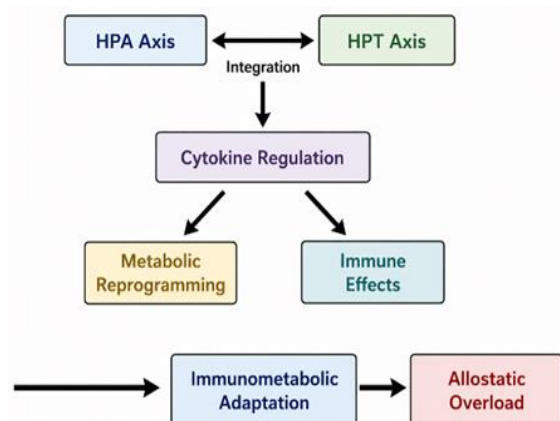 HPA Axis
HPT Axis
Integration
Cytokine Regulation
Metabolic
Reprogramming
Immune
Effects
Immunometabolic
Adaptation
Allostatic
Overload